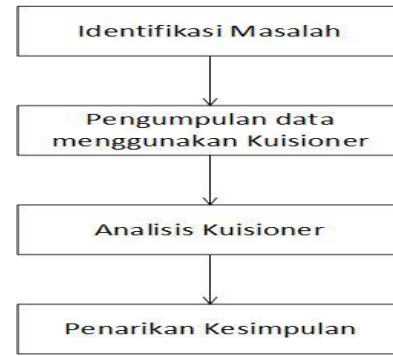 Identifikasi Masalah
Pengumpulan data
menggunakan Kuisioner
Analisis Kuisioner
Penarikan Kesimpulan